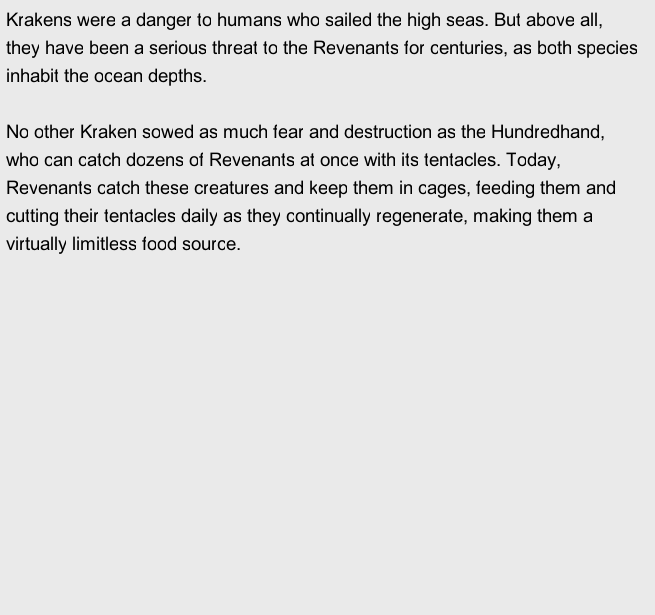 Krakens were a danger to humans who sailed the high seas. But above all,
they have been a serious threat to the Revenants for centuries, as both species
inhabit the ocean depths.
No other Kraken sowed as much fear and destruction as the Hundredhand,
who can catch dozens of Revenants at once with its tentacles. Today,
Revenants catch these creatures and keep them in cages, feeding them and
cutting their tentacles daily as they continually regenerate, making them a
virtually limitless food source.